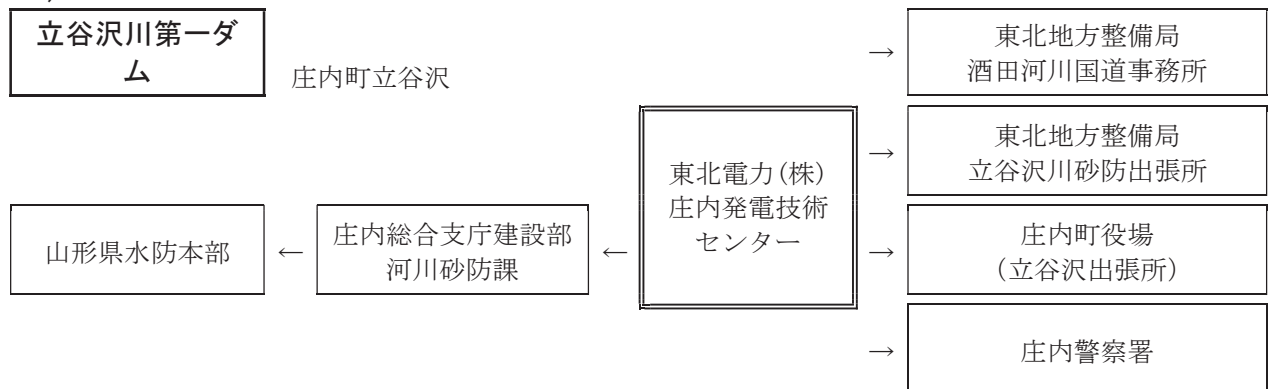 立谷沢川第一ダ
ム
庄内町立谷沢
→
東北地方整備局
酒田河川国道事務所
→
東北地方整備局
立谷沢川砂防出張所
東北電力(株)
庄内発電技術
センター
山形県水防本部
←
庄内総合支庁建設部
河川砂防課
←
→
庄内町役場
(立谷沢出張所)
→
庄内警察署